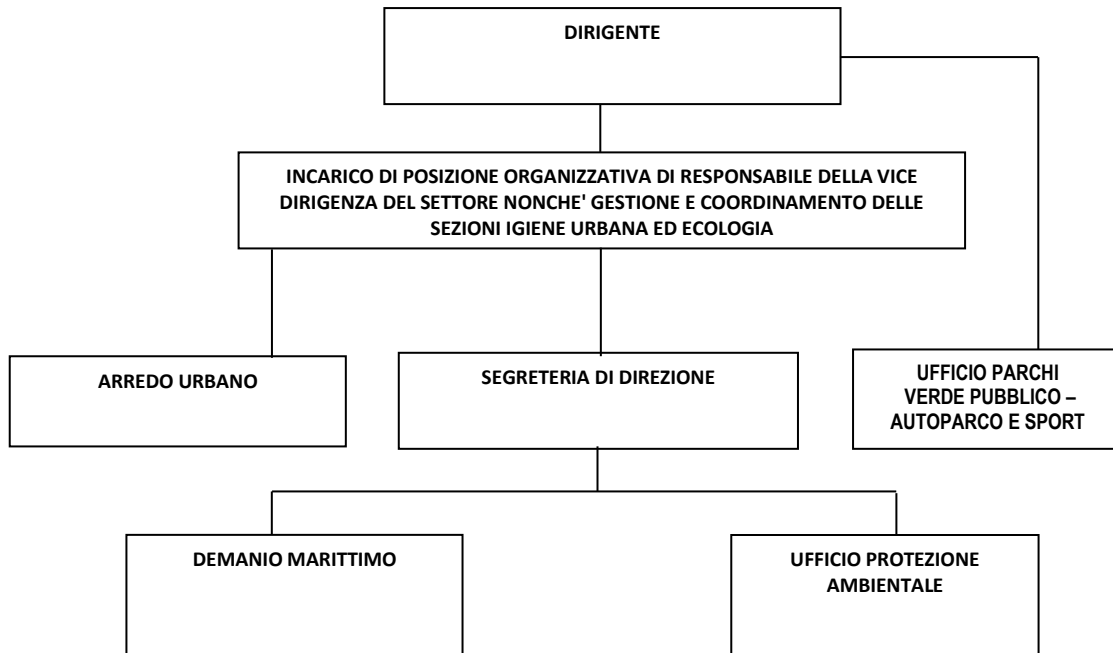 DIRIGENTE
INCARICO DI POSIZIONE ORGANIZZATIVA DI RESPONSABILE DELLA VICE
DIRIGENZA DEL SETTORE NONCHE' GESTIONE E COORDINAMENTO DELLE
SEZIONI IGIENE URBANA ED ECOLOGIA
ARREDO URBANO
SEGRETERIA DI DIREZIONE
UFFICIO PARCHI
VERDE PUBBLICO –
AUTOPARCO E SPORT
DEMANIO MARITTIMO
UFFICIO PROTEZIONE
AMBIENTALE